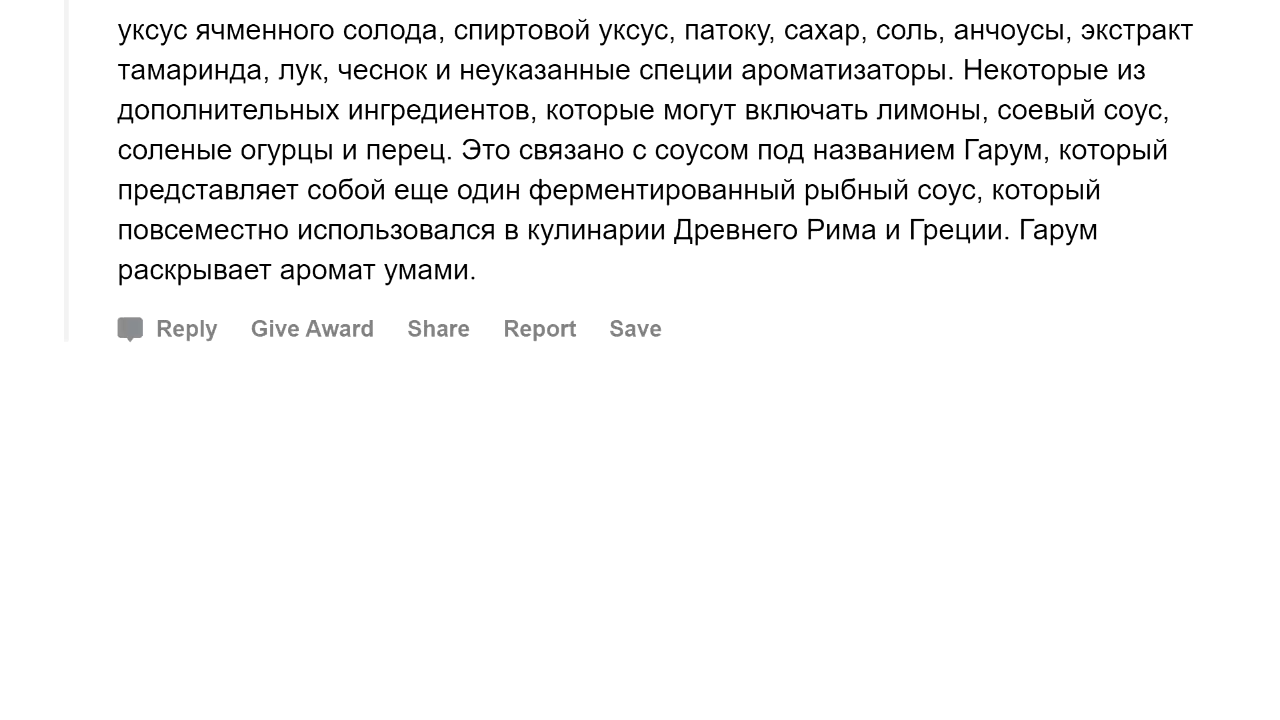 уксус ячменного солода, спиртовой уксус, патоку, сахар, соль, анчоусы, экстракт
тамаринда, лук, чеснок и неуказанные специи ароматизаторы. Некоторые из
дополнительных ингредиентов, которые могут включать лимоны, соевый соус,
соленые огурцы и перец. Это связано с соусом под названием Гарум, который
представляет собой еще один ферментированный рыбный соус, который
повсеместно использовался в кулинарии Древнего Рима и Греции. Гарум
раскрывает аромат умами.
Reply Give Award Share Report Save